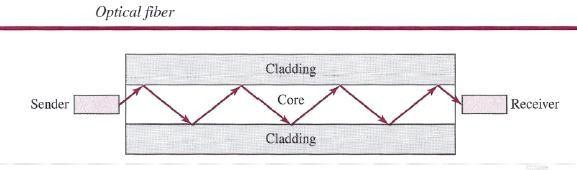 Optical fiber
Cladding
Sender
Core
Receiver
Cladding